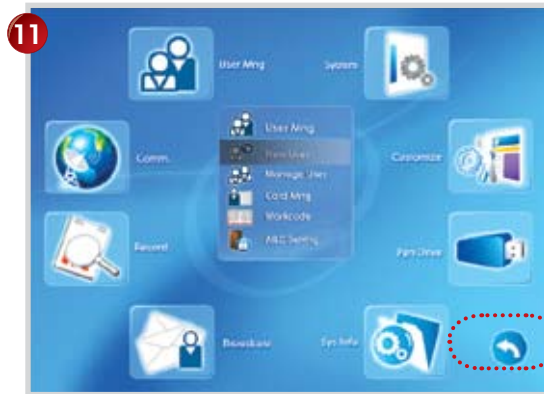 11
User Mng
System
User Mng
New User
Comm.
Manage User
Customize
Card Mng
Workcode
Record
Pen Drive
Broadcast
Sys Info